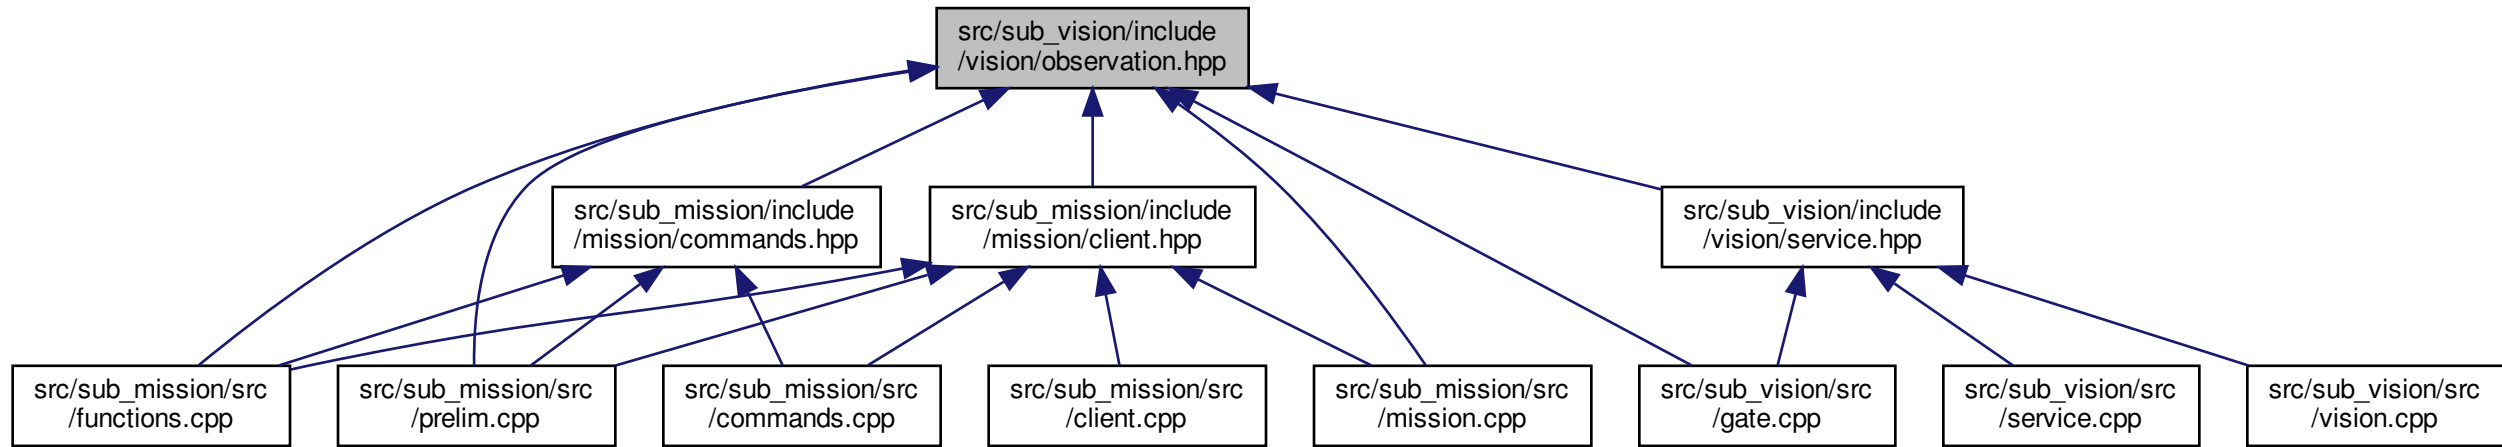 src/sub_vision/include
/vision/observation.hpp
src/sub_mission/include
/mission/commands.hpp
src/sub_mission/include
/mission/client.hpp
src/sub_vision/include
/vision/service.hpp
src/sub_mission/src
/functions.cpp
src/sub_mission/src
/prelim.cpp
src/sub_mission/src
/commands.cpp
src/sub_mission/src
/client.cpp
src/sub_mission/src
/mission.cpp
src/sub_vision/src
/gate.cpp
src/sub_vision/src
/service.cpp
src/sub_vision/src
/vision.cpp